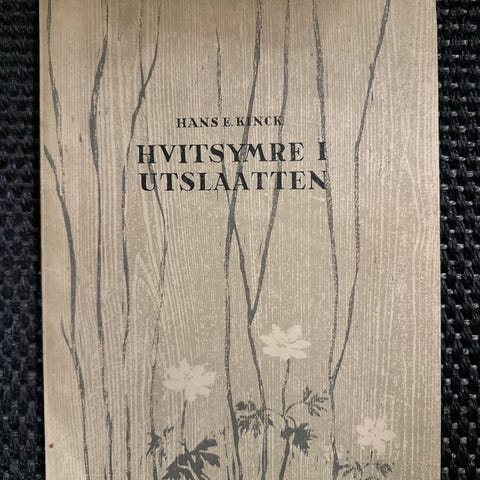 HANS E. KINCK
HVITSYMRE I
UTSLAATTEN